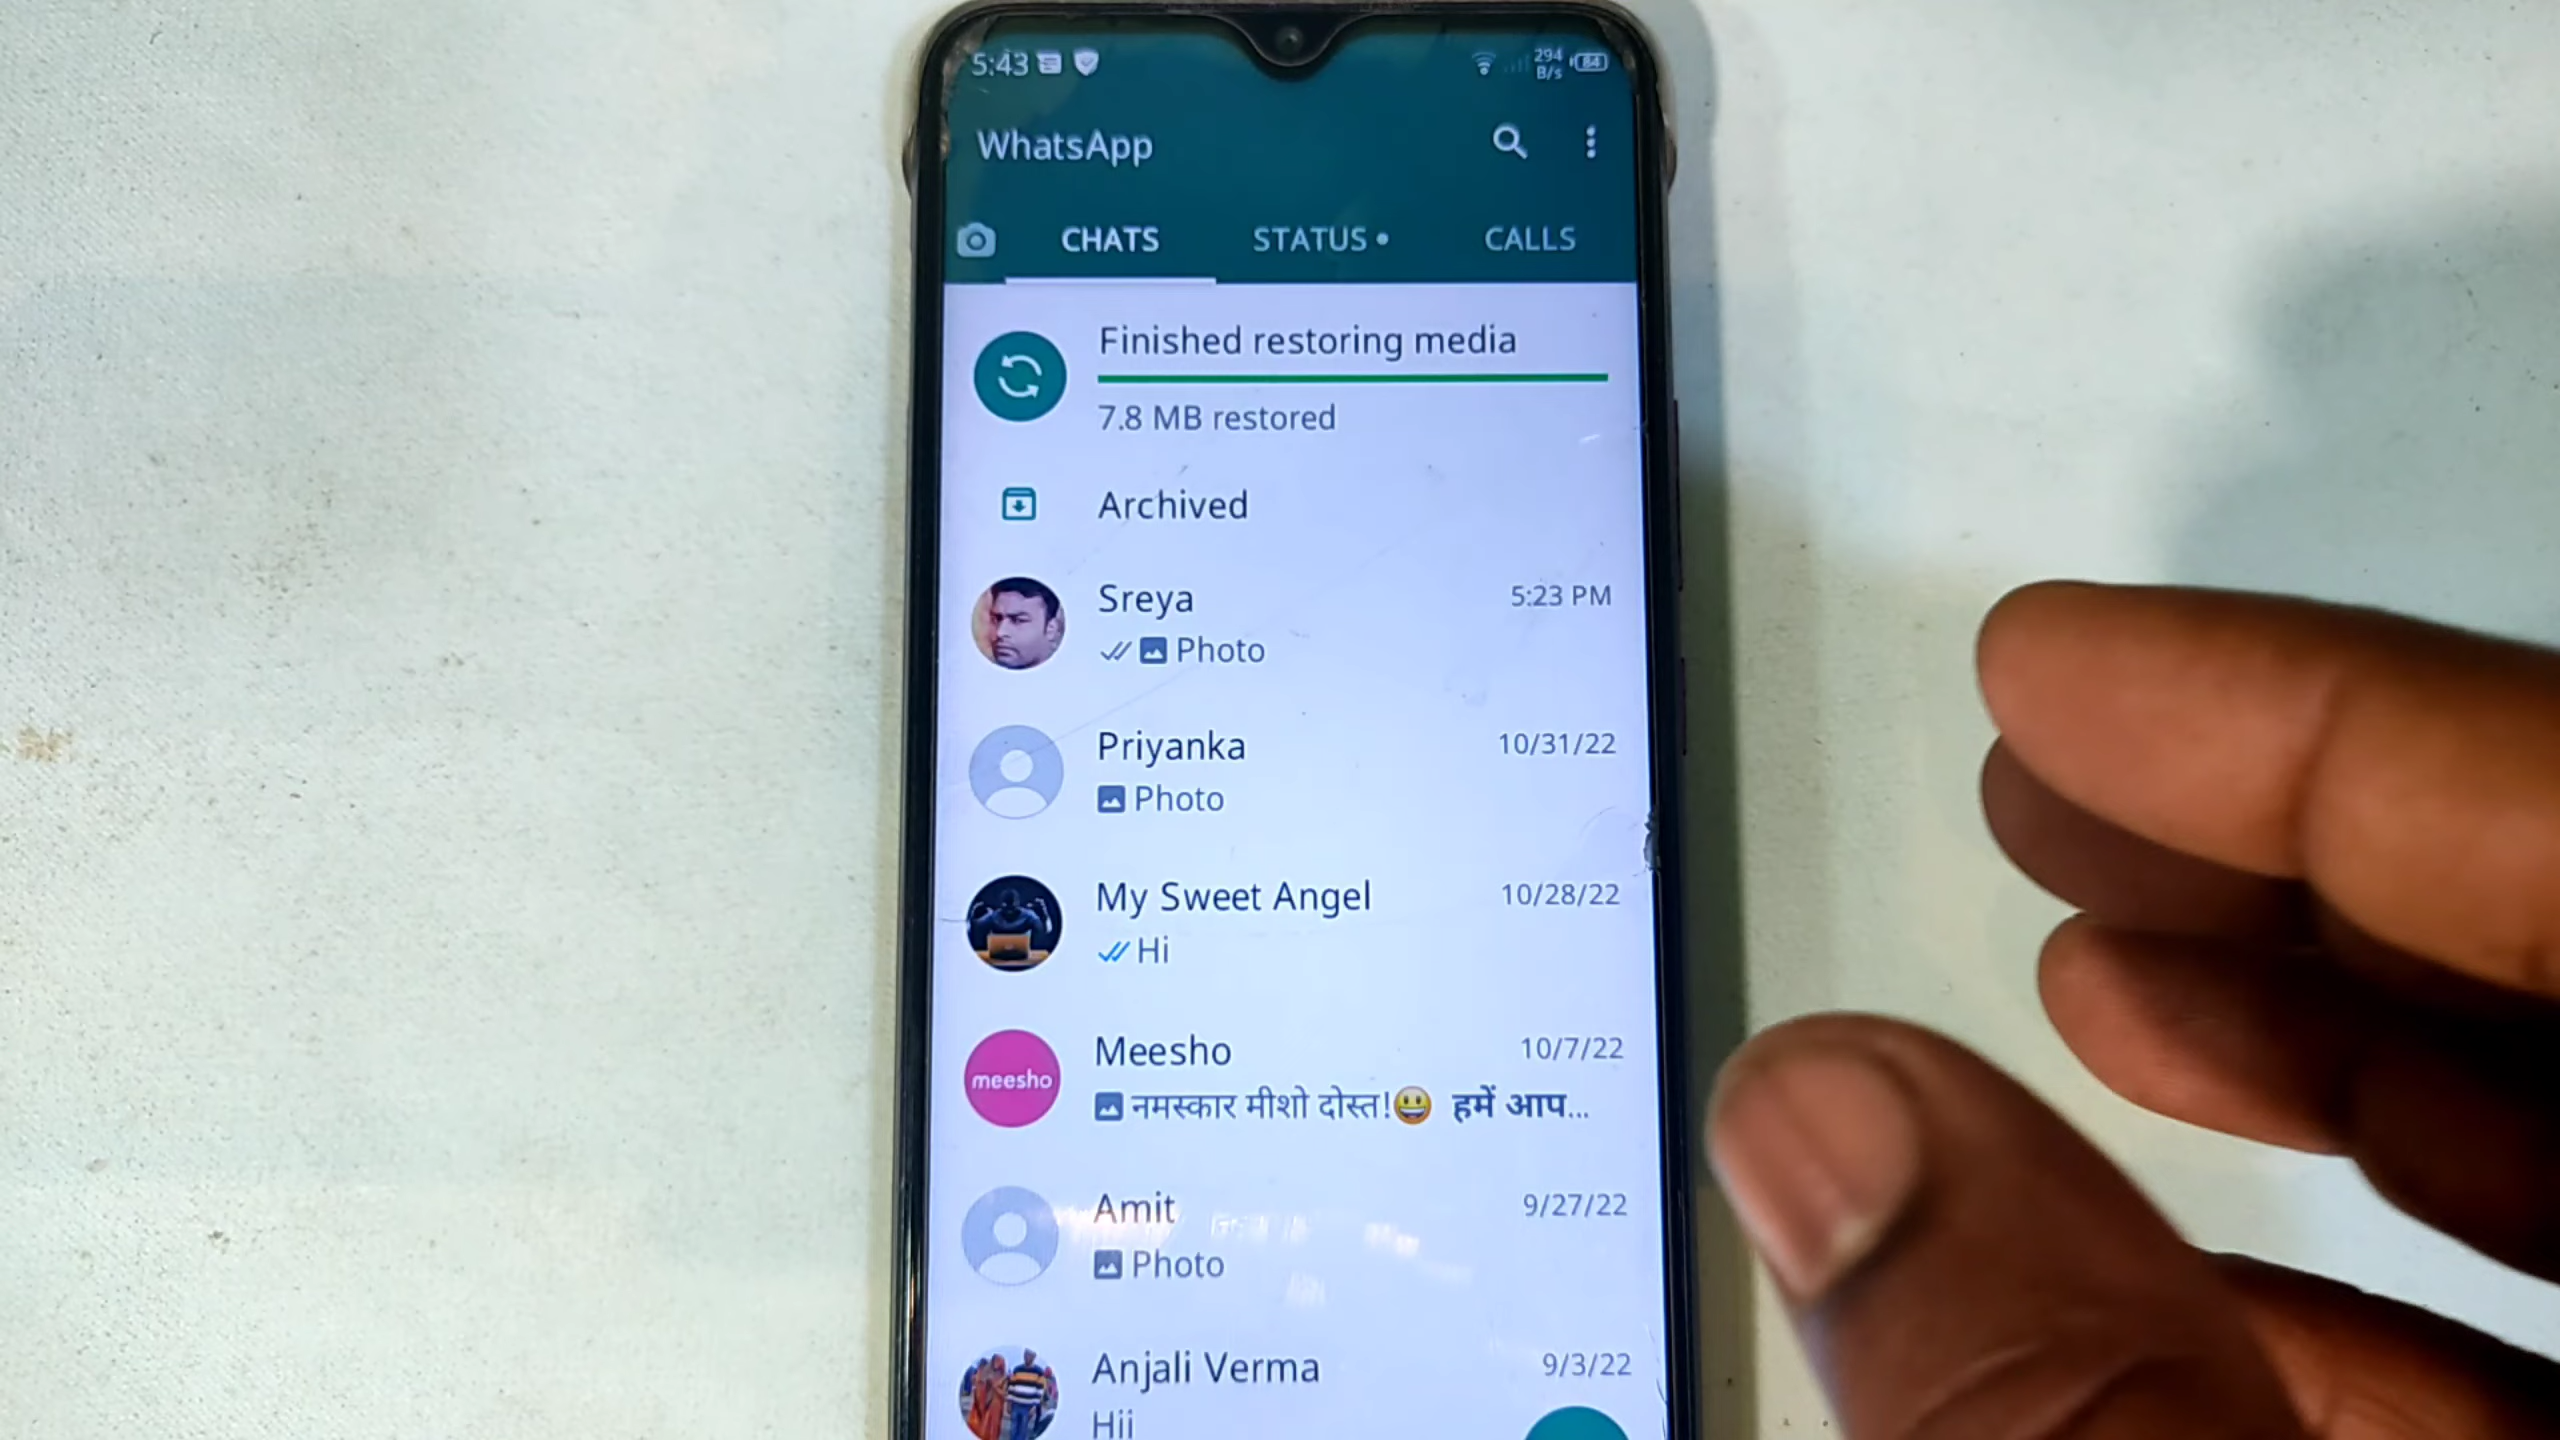 5:43
294
B/s
84
WhatsApp
CHATS
STATUS
CALLS
Finished restoring media
7.8 MB restored
Archived
Sreya
5:23 PM
Photo
Priyanka
10/31/22
Photo
My Sweet Angel
10/28/22
Hi
meesho
Meesho
10/7/22
नमस्कार मीशो दोस्त!😃 हमें आप...
Amit
9/27/22
Photo
Anjali Verma
9/3/22
Hii